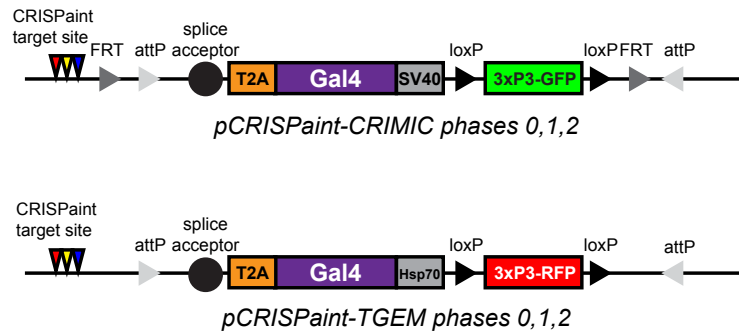 CRISPaint
target site
FRT
attP
splice
acceptor
T2A
Gal4
SV40
loxP
3xP3-GFP
loxP
FRT
attP
pCRISPaint-CRIMIC phases 0,1,2
CRISPaint
target site
attP
splice
acceptor
T2A
Gal4
Hsp70
loxP
3xP3-RFP
loxP
attP
pCRISPaint-TGEM phases 0,1,2